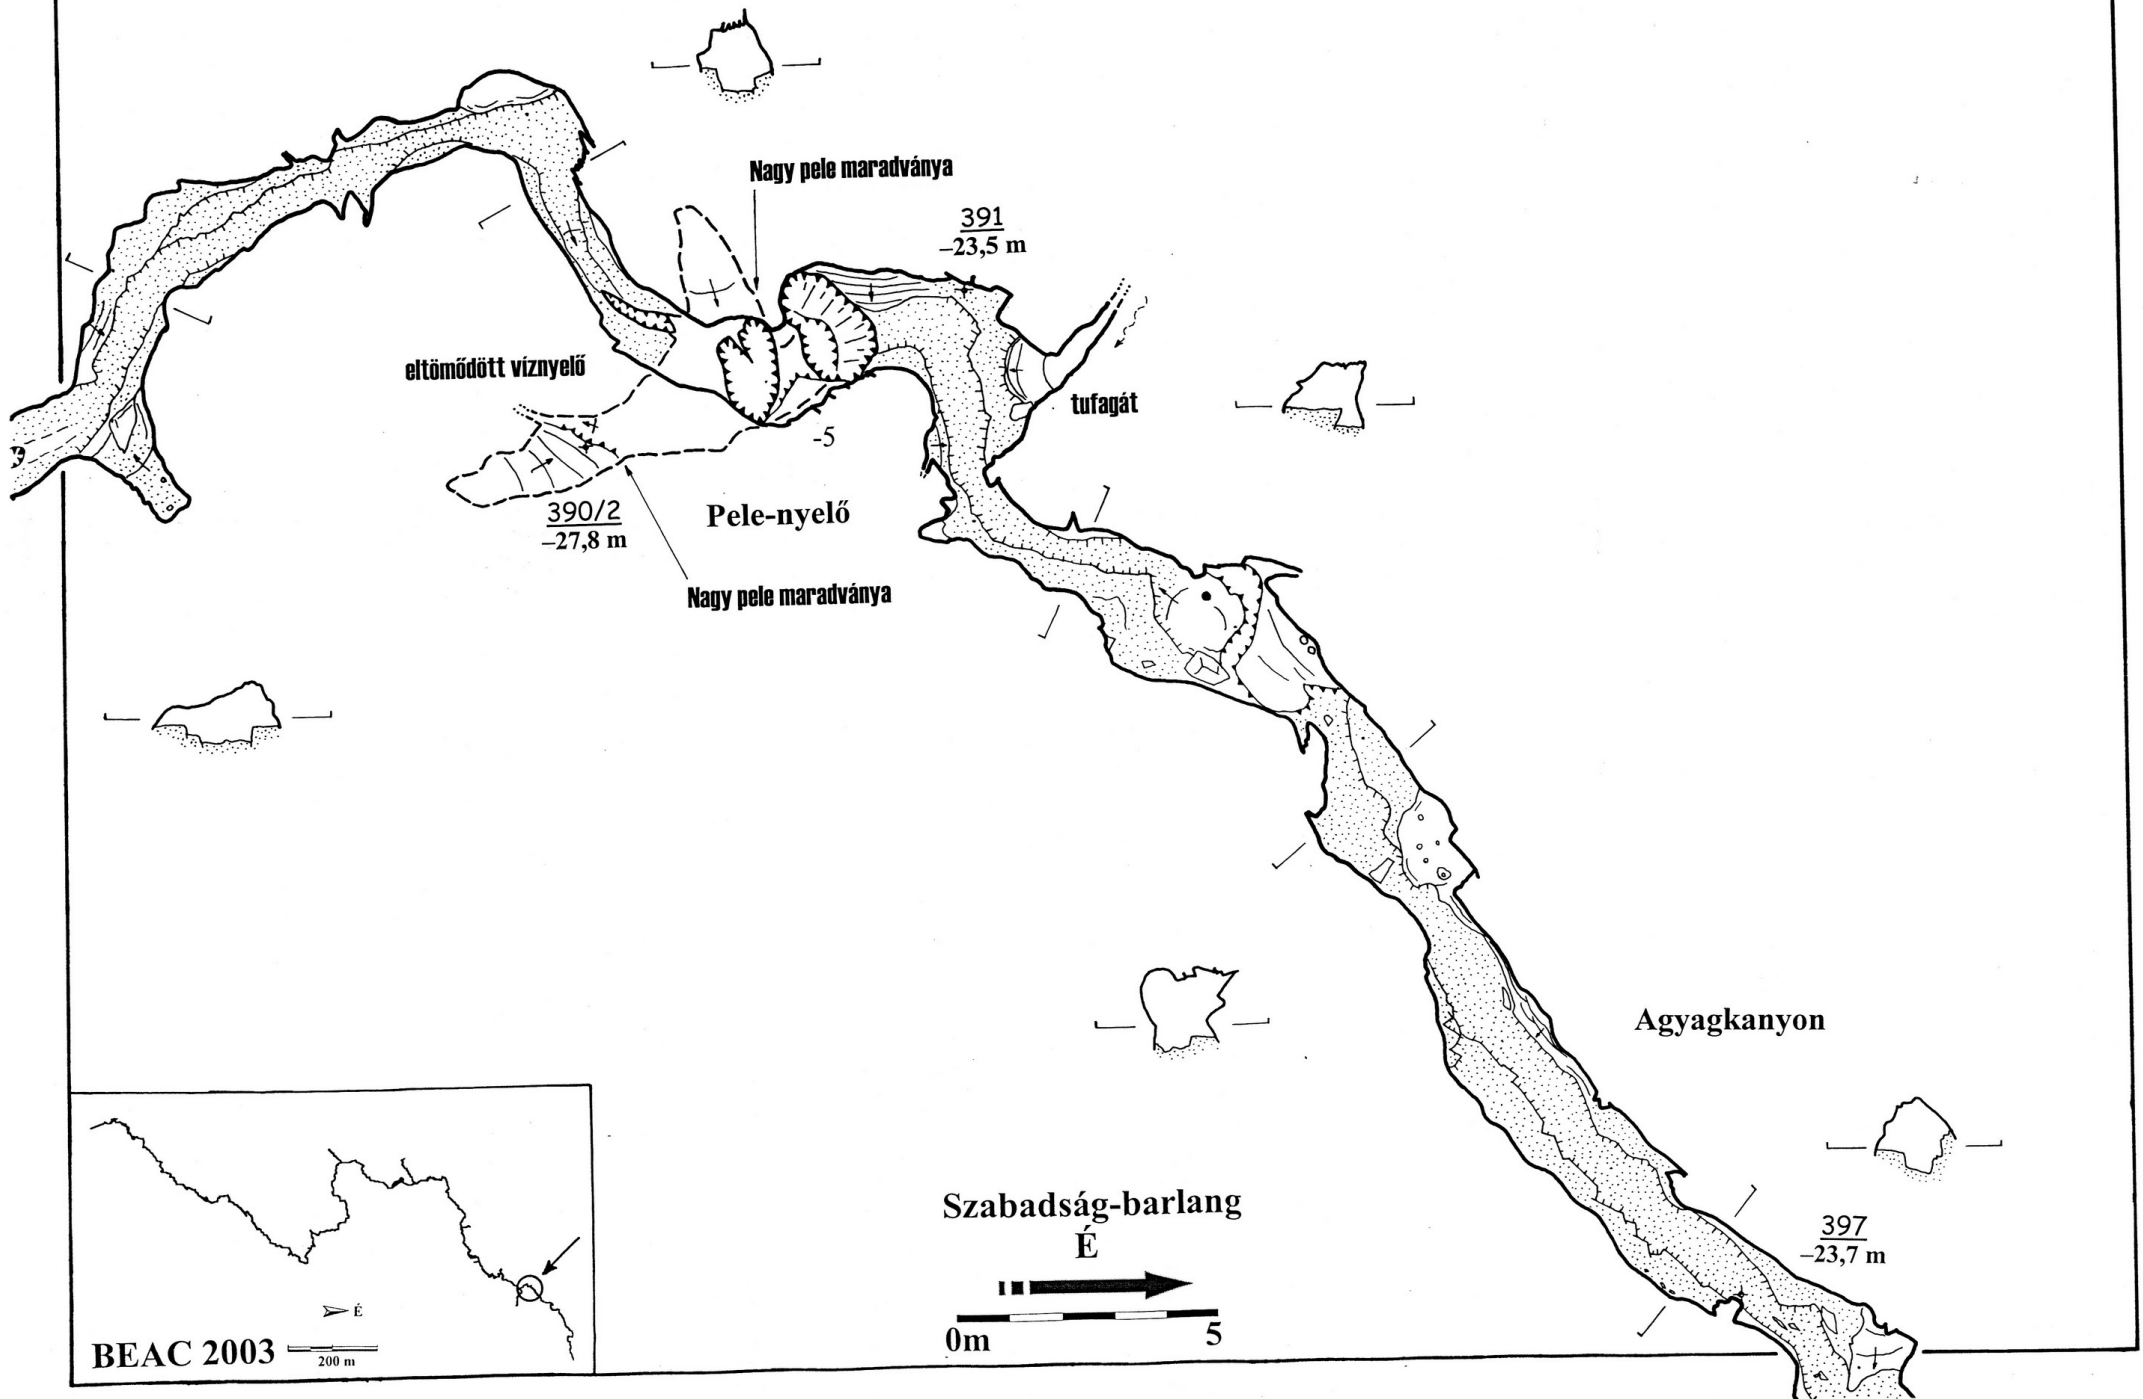 Nagy pele maradványa
391
–23,5 m
eltömődött víznyelő
tufagát
-5
390/2
–27,8 m
Pele-nyelő
Nagy pele maradványa
Agyagkanyon
397
–23,7 m
Szabadság-barlang
É
0m 5
É
BEAC 2003
200 m